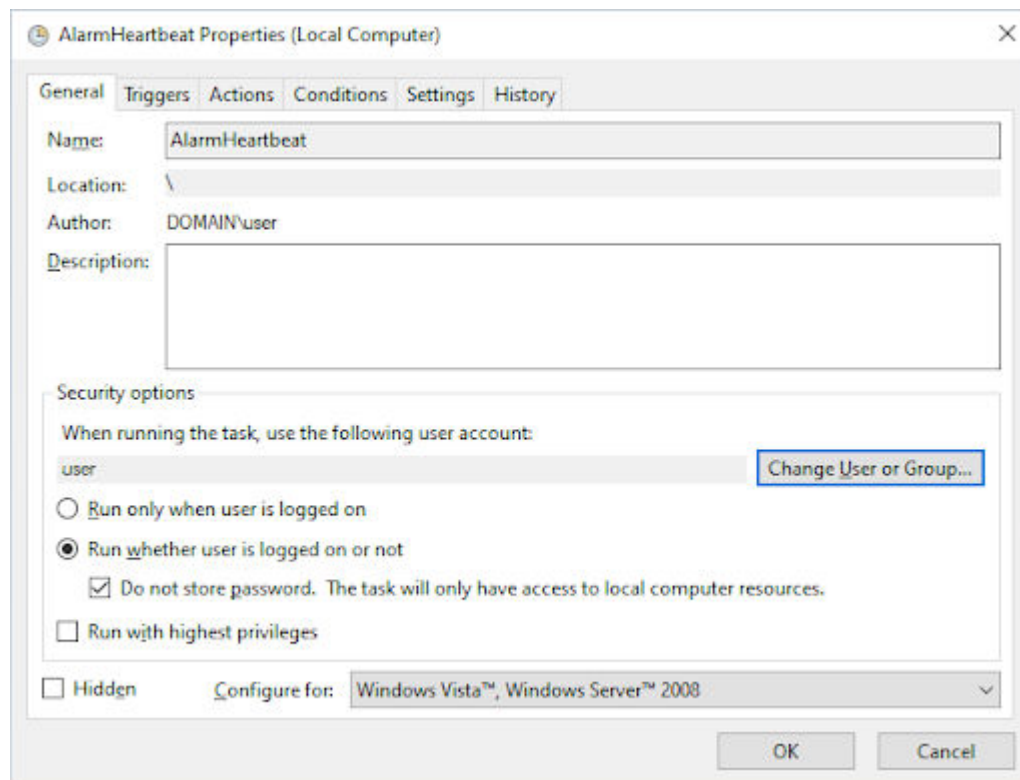 AlarmHeartbeat Properties (Local Computer)
General Triggers Actions Conditions Settings History
Name: AlarmHeartbeat
Location: \
Author: DOMAIN\user
Description:
Security options
When running the task, use the following user account:
user Change User or Group...
Run only when user is logged on
Run whether user is logged on or not
Do not store password. The task will only have access to local computer resources.
Run with highest privileges
Hidden Configure for: Windows Vista™, Windows Server™ 2008
OK Cancel